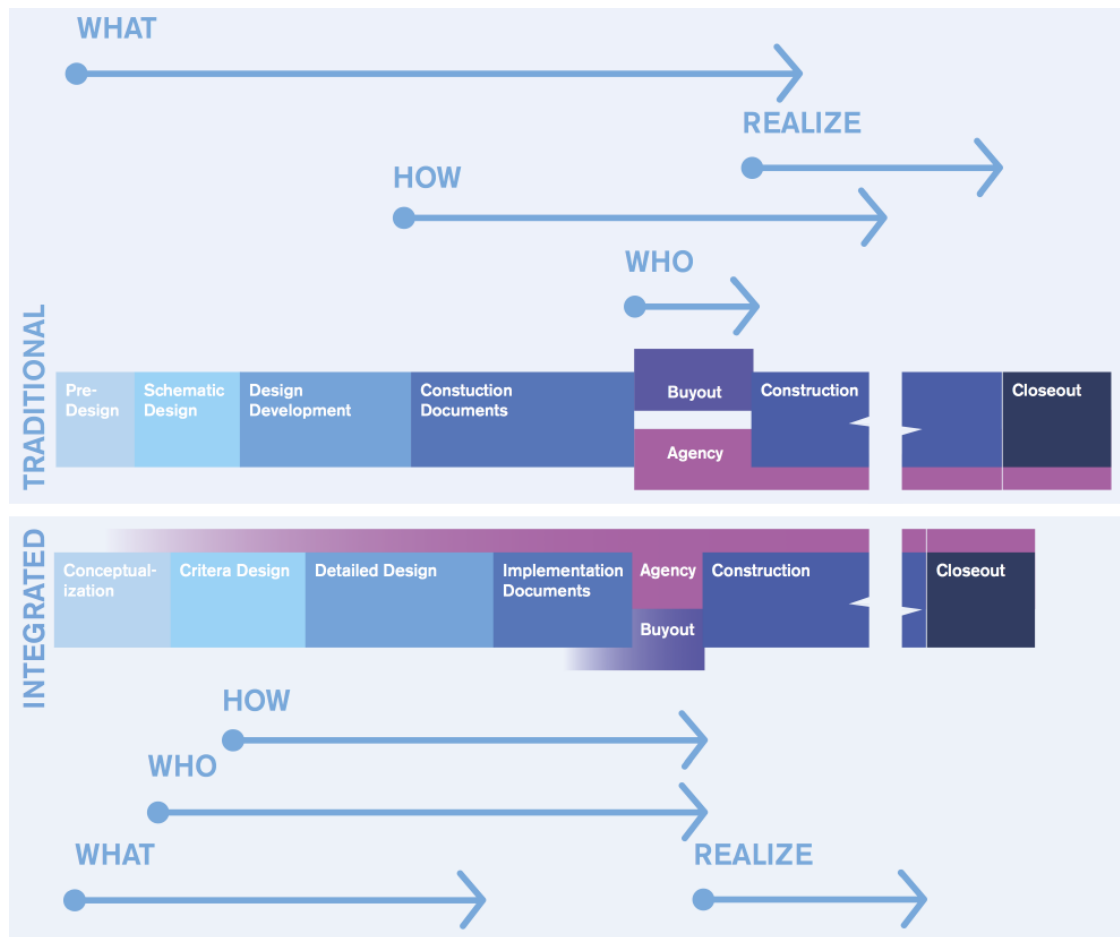 WHAT
REALIZE
HOW
WHO
TRADITIONAL
Pre-
Design
Schematic
Design
Design
Development
Constuction
Documents
Buyout
Agency
Construction
Closeout
INTEGRATED
Conceptual-
ization
Critera Design
Detailed Design
Implementation
Documents
Agency
Buyout
Construction
Closeout
HOW
WHO
WHAT
REALIZE